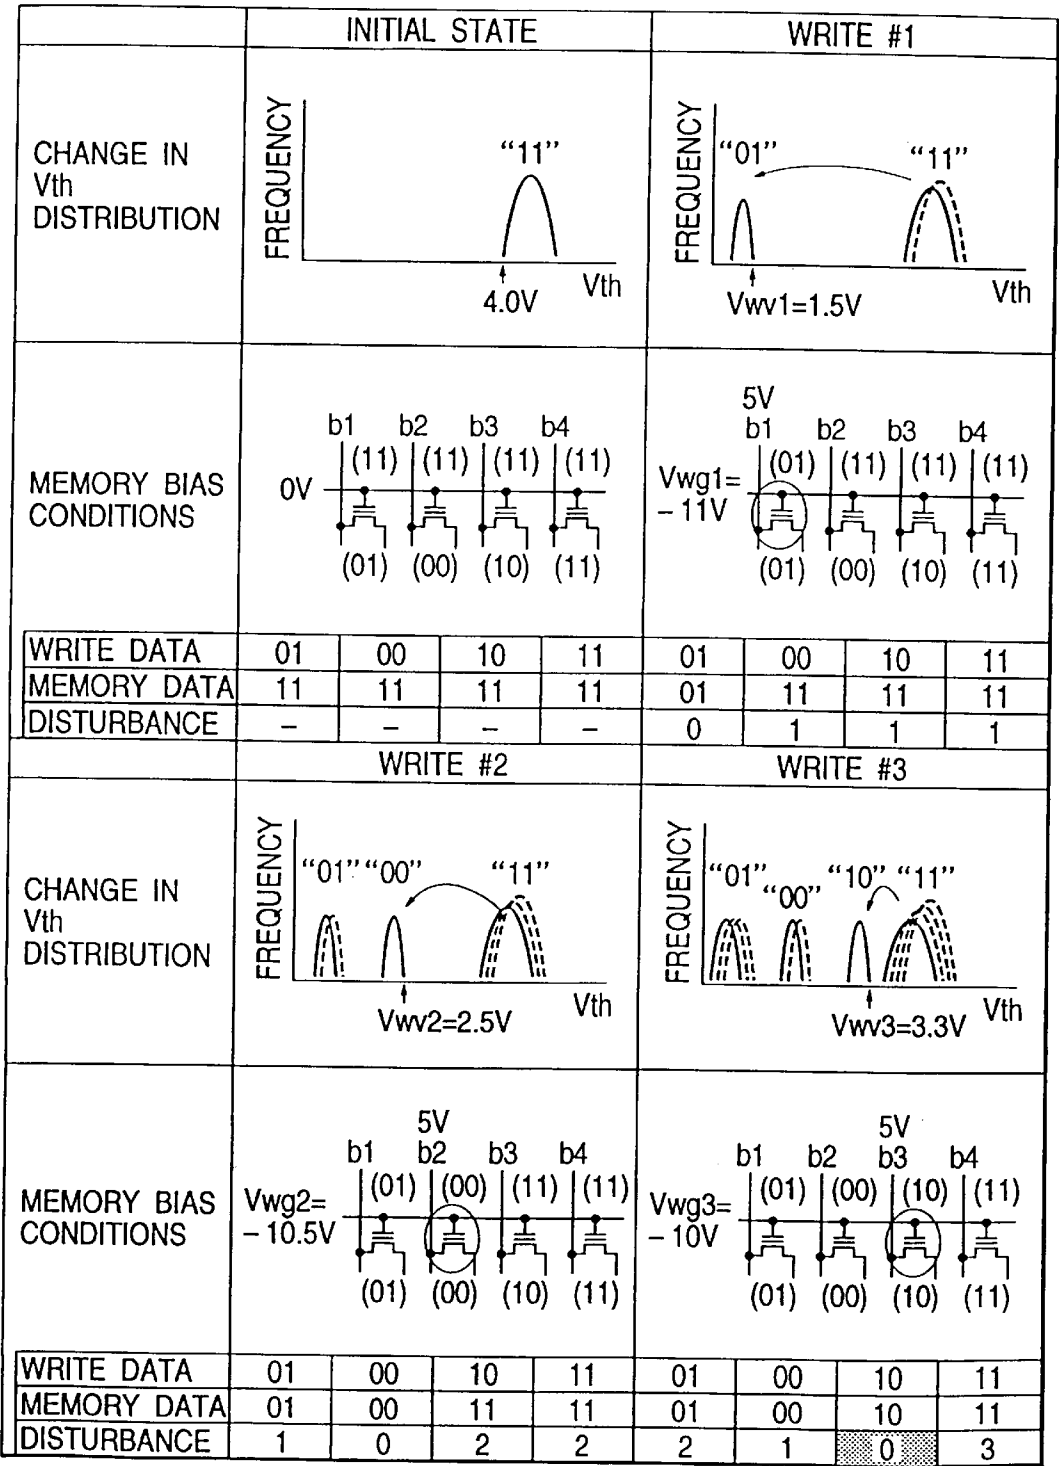 INITIAL STATE WRITE #1
CHANGE IN
Vth
DISTRIBUTION
FREQUENCY
"11"
4.0V
Vth
FREQUENCY
"01" "11"
Vwv1=1.5V
Vth
MEMORY BIAS
CONDITIONS
b1 b2 b3 b4
(11) (11) (11) (11)
0V
(01) (00) (10) (11)
5V
b1 b2 b3 b4
(01) (11) (11) (11)
Vwg1=
– 11V
(01) (00) (10) (11)
WRITE DATA 01 00 10 11 01 00 10 11
MEMORY DATA 11 11 11 11 01 11 11 11
DISTURBANCE – – – – 0 1 1 1
WRITE #2 WRITE #3
CHANGE IN
Vth
DISTRIBUTION
FREQUENCY
"01" "00" "11"
Vwv2=2.5V
Vth
FREQUENCY
"01" "00" "10" "11"
Vwv3=3.3V
Vth
MEMORY BIAS
CONDITIONS
5V
b1 b2 b3 b4
(01) (00) (11) (11)
Vwg2=
– 10.5V
(01) (00) (10) (11)
5V
b1 b2 b3 b4
(01) (00) (10) (11)
Vwg3=
– 10V
(01) (00) (10) (11)
WRITE DATA 01 00 10 11 01 00 10 11
MEMORY DATA 01 00 11 11 01 00 10 11
DISTURBANCE 1 0 2 2 2 1 0 3